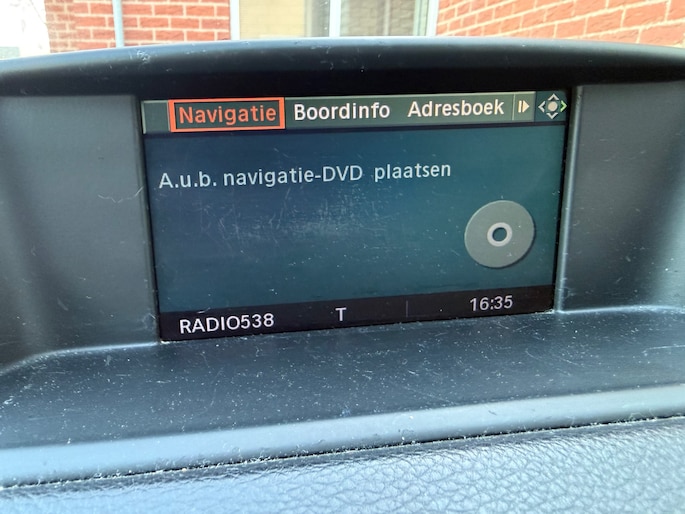 Navigatie Boordinfo Adresboek
A.u.b. navigatie-DVD plaatsen
RADIO538 T 16:35